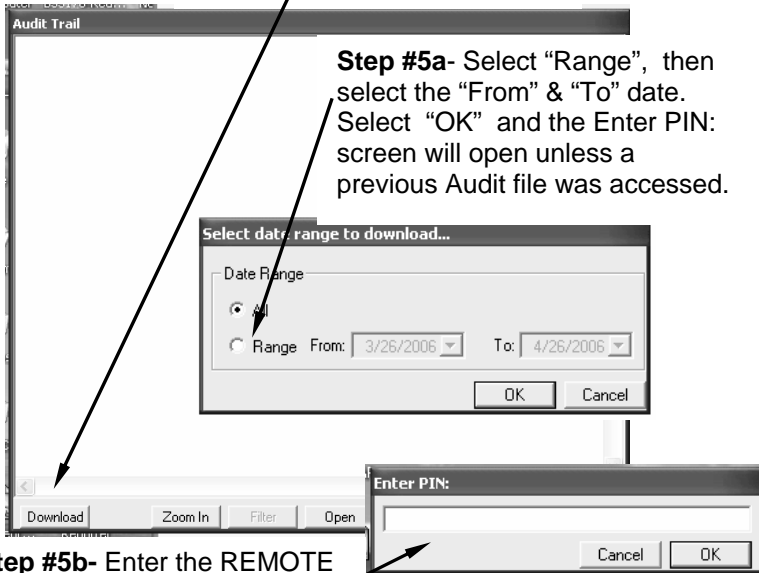 Audit Trail
Step #5a- Select “Range”, then
select the “From” & “To” date.
Select “OK” and the Enter PIN:
screen will open unless a
previous Audit file was accessed.
Select date range to download...
Date Range
All
Range From: 3/26/2006 To: 4/26/2006
OK Cancel
Enter PIN:
Download Zoom In Filter Open
Cancel OK
tep #5b- Enter the REMOTE